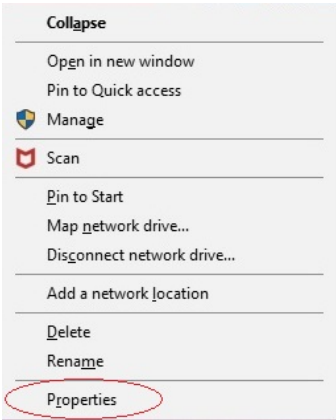 Collapse
Open in new window
Pin to Quick access
Manage
Scan
Pin to Start
Map network drive...
Disconnect network drive...
Add a network location
Delete
Rename
Properties